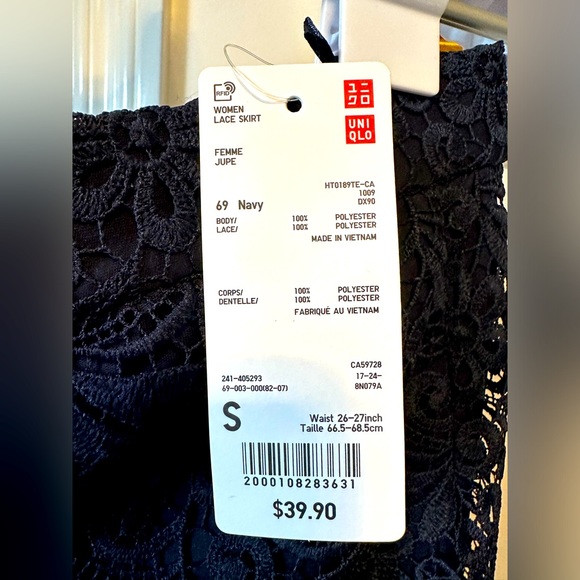 RFID
WOMEN
LACE SKIRT
ユニ
クロ
UNI
QLO
FEMME
JUPE
HT0189TE-CA
69 Navy 1009
DX90
BODY/ 100% POLYESTER
LACE/ 100% POLYESTER
MADE IN VIETNAM
CORPS/ 100% POLYESTER
DENTELLE/ 100% POLYESTER
FABRIQUÉ AU VIETNAM
CA59728
241-405293 17-24-
69-003-000(82-07) 8N079A
S
Waist 26-27inch
Taille 66.5-68.5cm
2000108283631
$39.90